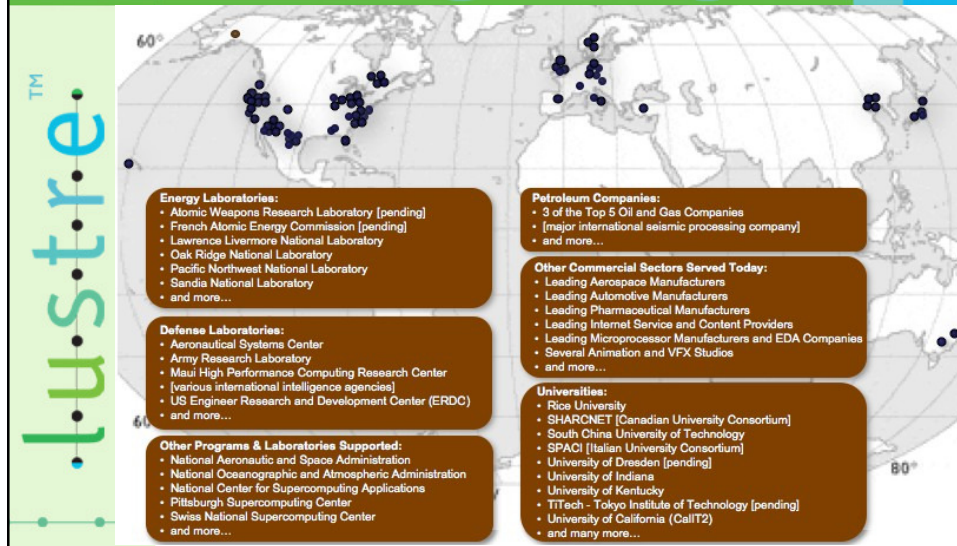 lustre™
60°
60
80°
Energy Laboratories:
• Atomic Weapons Research Laboratory [pending]
• French Atomic Energy Commission [pending]
• Lawrence Livermore National Laboratory
• Oak Ridge National Laboratory
• Pacific Northwest National Laboratory
• Sandia National Laboratory
• and more…
Defense Laboratories:
• Aeronautical Systems Center
• Army Research Laboratory
• Maui High Performance Computing Research Center
• [various international intelligence agencies]
• US Engineer Research and Development Center (ERDC)
• and more…
Other Programs & Laboratories Supported:
• National Aeronautic and Space Administration
• National Oceanographic and Atmospheric Administration
• National Center for Supercomputing Applications
• Pittsburgh Supercomputing Center
• Swiss National Supercomputing Center
• and more…
Petroleum Companies:
• 3 of the Top 5 Oil and Gas Companies
• [major international seismic processing company]
• and more…
Other Commercial Sectors Served Today:
• Leading Aerospace Manufacturers
• Leading Automotive Manufacturers
• Leading Pharmaceutical Manufacturers
• Leading Internet Service and Content Providers
• Leading Microprocessor Manufacturers and EDA Companies
• Several Animation and VFX Studios
• and more…
Universities:
• Rice University
• SHARCNET [Canadian University Consortium]
• South China University of Technology
• SPACI [Italian University Consortium]
• University of Dresden [pending]
• University of Indiana
• University of Kentucky
• TiTech - Tokyo Institute of Technology [pending]
• University of California (CalIT2)
• and many more…